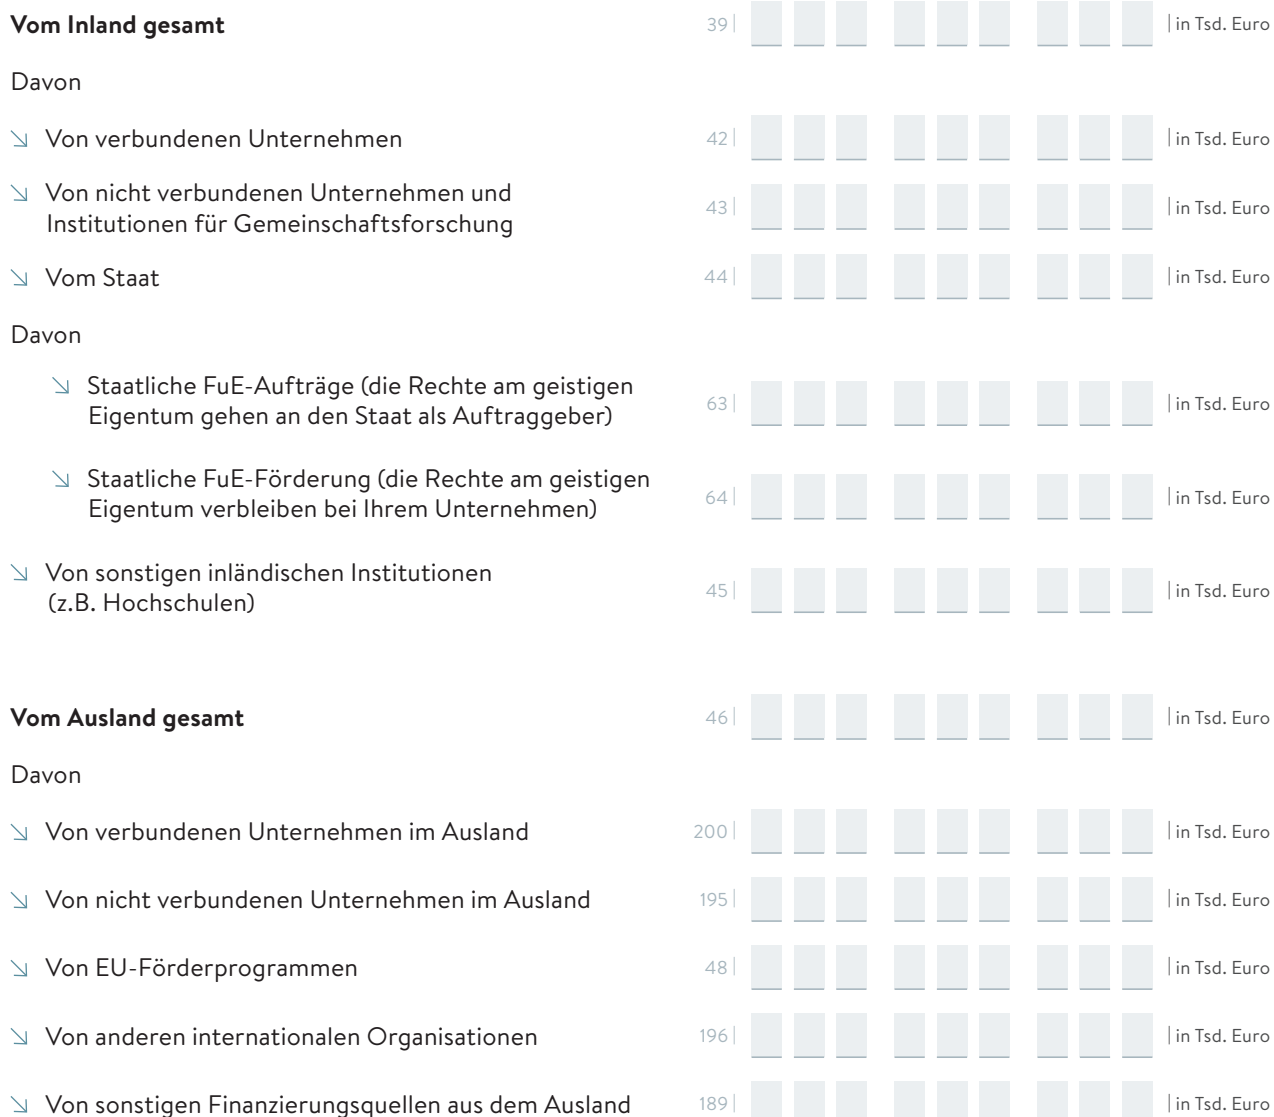 Vom Inland gesamt 39| | in Tsd. Euro
Davon
↘ Von verbundenen Unternehmen 42| | in Tsd. Euro
↘ Von nicht verbundenen Unternehmen und
Institutionen für Gemeinschaftsforschung 43| | in Tsd. Euro
↘ Vom Staat 44| | in Tsd. Euro
Davon
↘ Staatliche FuE-Aufträge (die Rechte am geistigen
Eigentum gehen an den Staat als Auftraggeber) 63| | in Tsd. Euro
↘ Staatliche FuE-Förderung (die Rechte am geistigen
Eigentum verbleiben bei Ihrem Unternehmen) 64| | in Tsd. Euro
↘ Von sonstigen inländischen Institutionen
(z.B. Hochschulen) 45| | in Tsd. Euro
Vom Ausland gesamt 46| | in Tsd. Euro
Davon
↘ Von verbundenen Unternehmen im Ausland 200| | in Tsd. Euro
↘ Von nicht verbundenen Unternehmen im Ausland 195| | in Tsd. Euro
↘ Von EU-Förderprogrammen 48| | in Tsd. Euro
↘ Von anderen internationalen Organisationen 196| | in Tsd. Euro
↘ Von sonstigen Finanzierungsquellen aus dem Ausland 189| | in Tsd. Euro